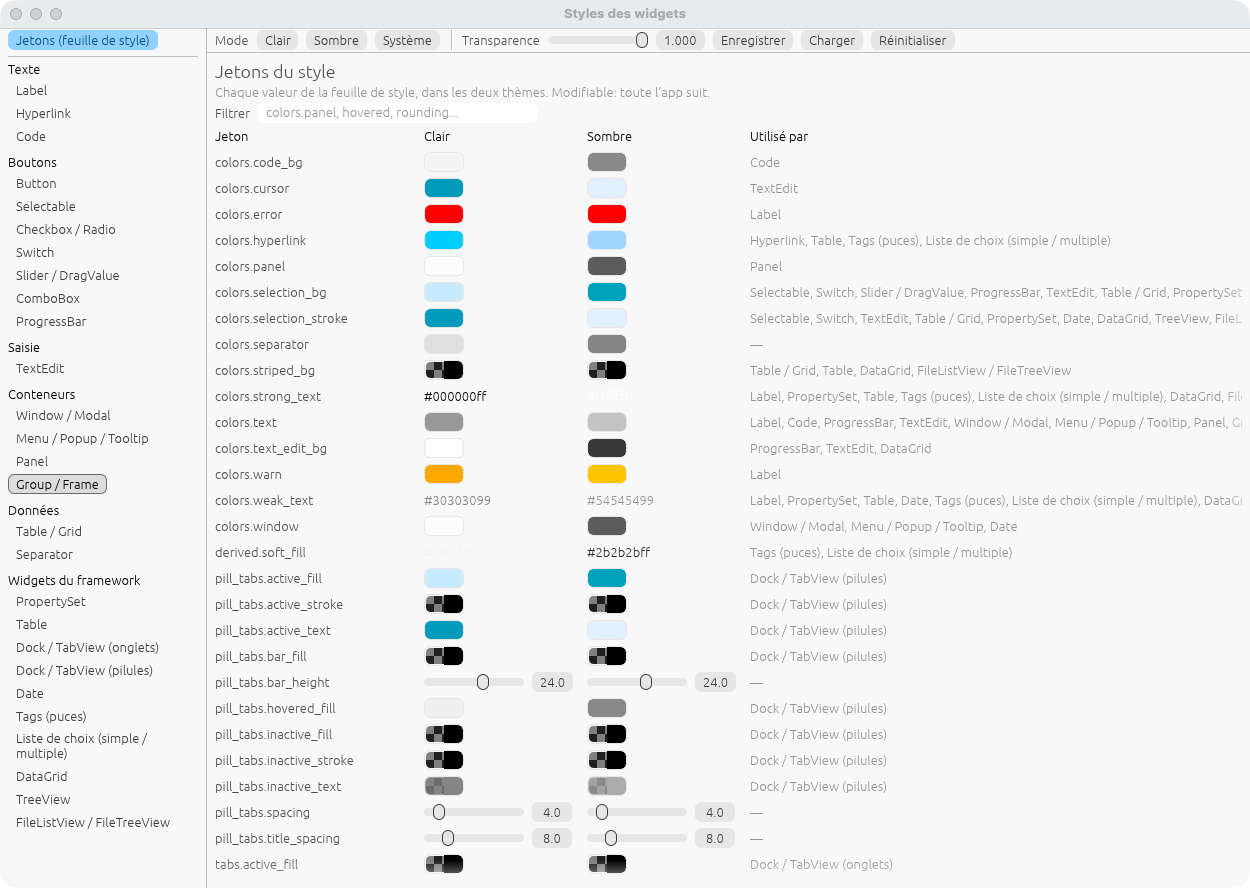 Styles des widgets
Jetons (feuille de style)
Mode Clair Sombre Système Transparence 1.000 Enregistrer Charger Réinitialiser
Texte
Label
Hyperlink
Code
Boutons
Button
Selectable
Checkbox / Radio
Switch
Slider / DragValue
ComboBox
ProgressBar
Saisie
TextEdit
Conteneurs
Window / Modal
Menu / Popup / Tooltip
Panel
Group / Frame
Données
Table / Grid
Separator
Widgets du framework
PropertySet
Table
Dock / TabView (onglets)
Dock / TabView (pilules)
Date
Tags (puces)
Liste de choix (simple /
multiple)
DataGrid
TreeView
FileListView / FileTreeView
Jetons du style
Chaque valeur de la feuille de style, dans les deux thèmes. Modifiable: toute l'app suit.
Filtrer colors.panel, hovered, rounding...
Jeton Clair Sombre Utilisé par
colors.code_bg Code
colors.cursor TextEdit
colors.error Label
colors.hyperlink Hyperlink, Table, Tags (puces), Liste de choix (simple / multiple)
colors.panel Panel
colors.selection_bg Selectable, Switch, Slider / DragValue, ProgressBar, TextEdit, Table / Grid, PropertySet
colors.selection_stroke Selectable, Switch, TextEdit, Table / Grid, PropertySet, Date, DataGrid, TreeView, FileL
colors.separator —
colors.striped_bg Table / Grid, Table, DataGrid, FileListView / FileTreeView
colors.strong_text #000000ff Label, PropertySet, Table, Tags (puces), Liste de choix (simple / multiple), DataGrid, Fil
colors.text Label, Code, ProgressBar, TextEdit, Window / Modal, Menu / Popup / Tooltip, Panel, G
colors.text_edit_bg ProgressBar, TextEdit, DataGrid
colors.warn Label
colors.weak_text #30303099 #54545499 Label, PropertySet, Table, Date, Tags (puces), Liste de choix (simple / multiple), DataG
colors.window Window / Modal, Menu / Popup / Tooltip, Date
derived.soft_fill #2b2b2bff Tags (puces), Liste de choix (simple / multiple)
pill_tabs.active_fill Dock / TabView (pilules)
pill_tabs.active_stroke Dock / TabView (pilules)
pill_tabs.active_text Dock / TabView (pilules)
pill_tabs.bar_fill Dock / TabView (pilules)
pill_tabs.bar_height 24.0 24.0 —
pill_tabs.hovered_fill Dock / TabView (pilules)
pill_tabs.inactive_fill Dock / TabView (pilules)
pill_tabs.inactive_stroke Dock / TabView (pilules)
pill_tabs.inactive_text Dock / TabView (pilules)
pill_tabs.spacing 4.0 4.0 —
pill_tabs.title_spacing 8.0 8.0 —
tabs.active_fill Dock / TabView (onglets)